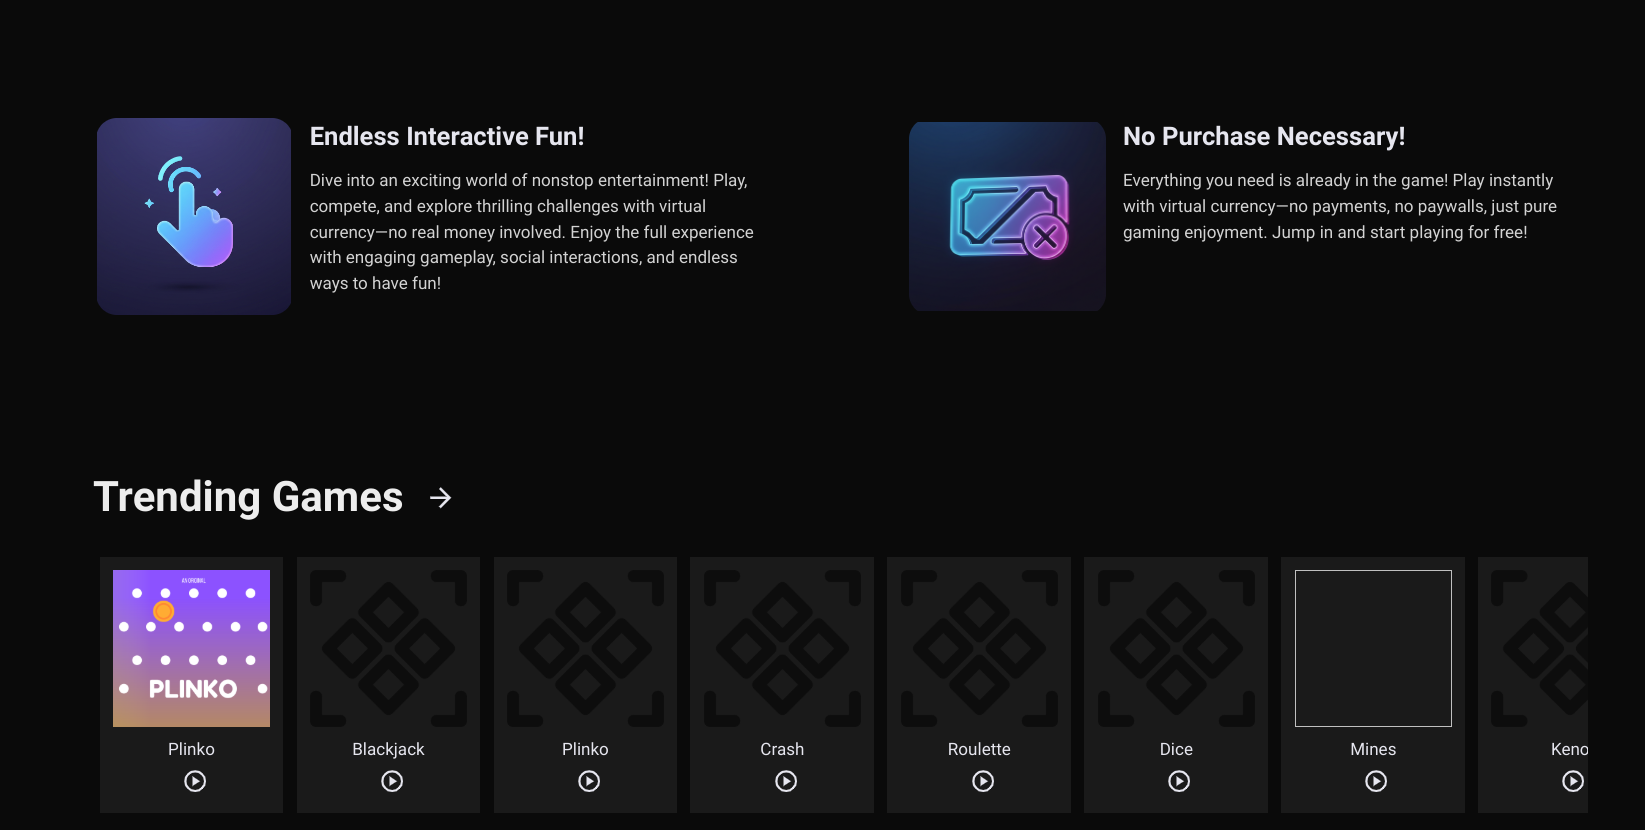 Endless Interactive Fun!
Dive into an exciting world of nonstop entertainment! Play,
compete, and explore thrilling challenges with virtual
currency—no real money involved. Enjoy the full experience
with engaging gameplay, social interactions, and endless
ways to have fun!
No Purchase Necessary!
Everything you need is already in the game! Play instantly
with virtual currency—no payments, no paywalls, just pure
gaming enjoyment. Jump in and start playing for free!
Trending Games
AN ORIGINAL
PLINKO
Plinko
Blackjack
Plinko
Crash
Roulette
Dice
Mines
Keno